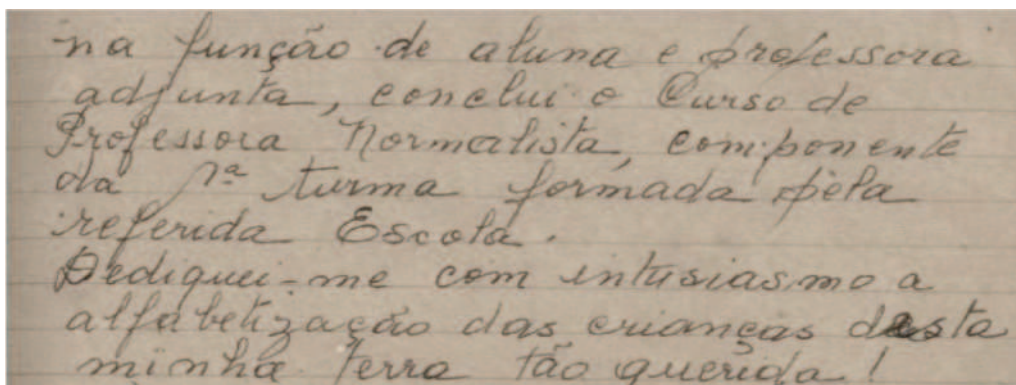 na função de aluna e professora
adjunta, conclui o Curso de
Professora Normalista, componente
da 1ª turma formada pela
referida Escola.
Dediquei-me com intusiasmo a
alfabetização das crianças desta
minha terra tão querida!